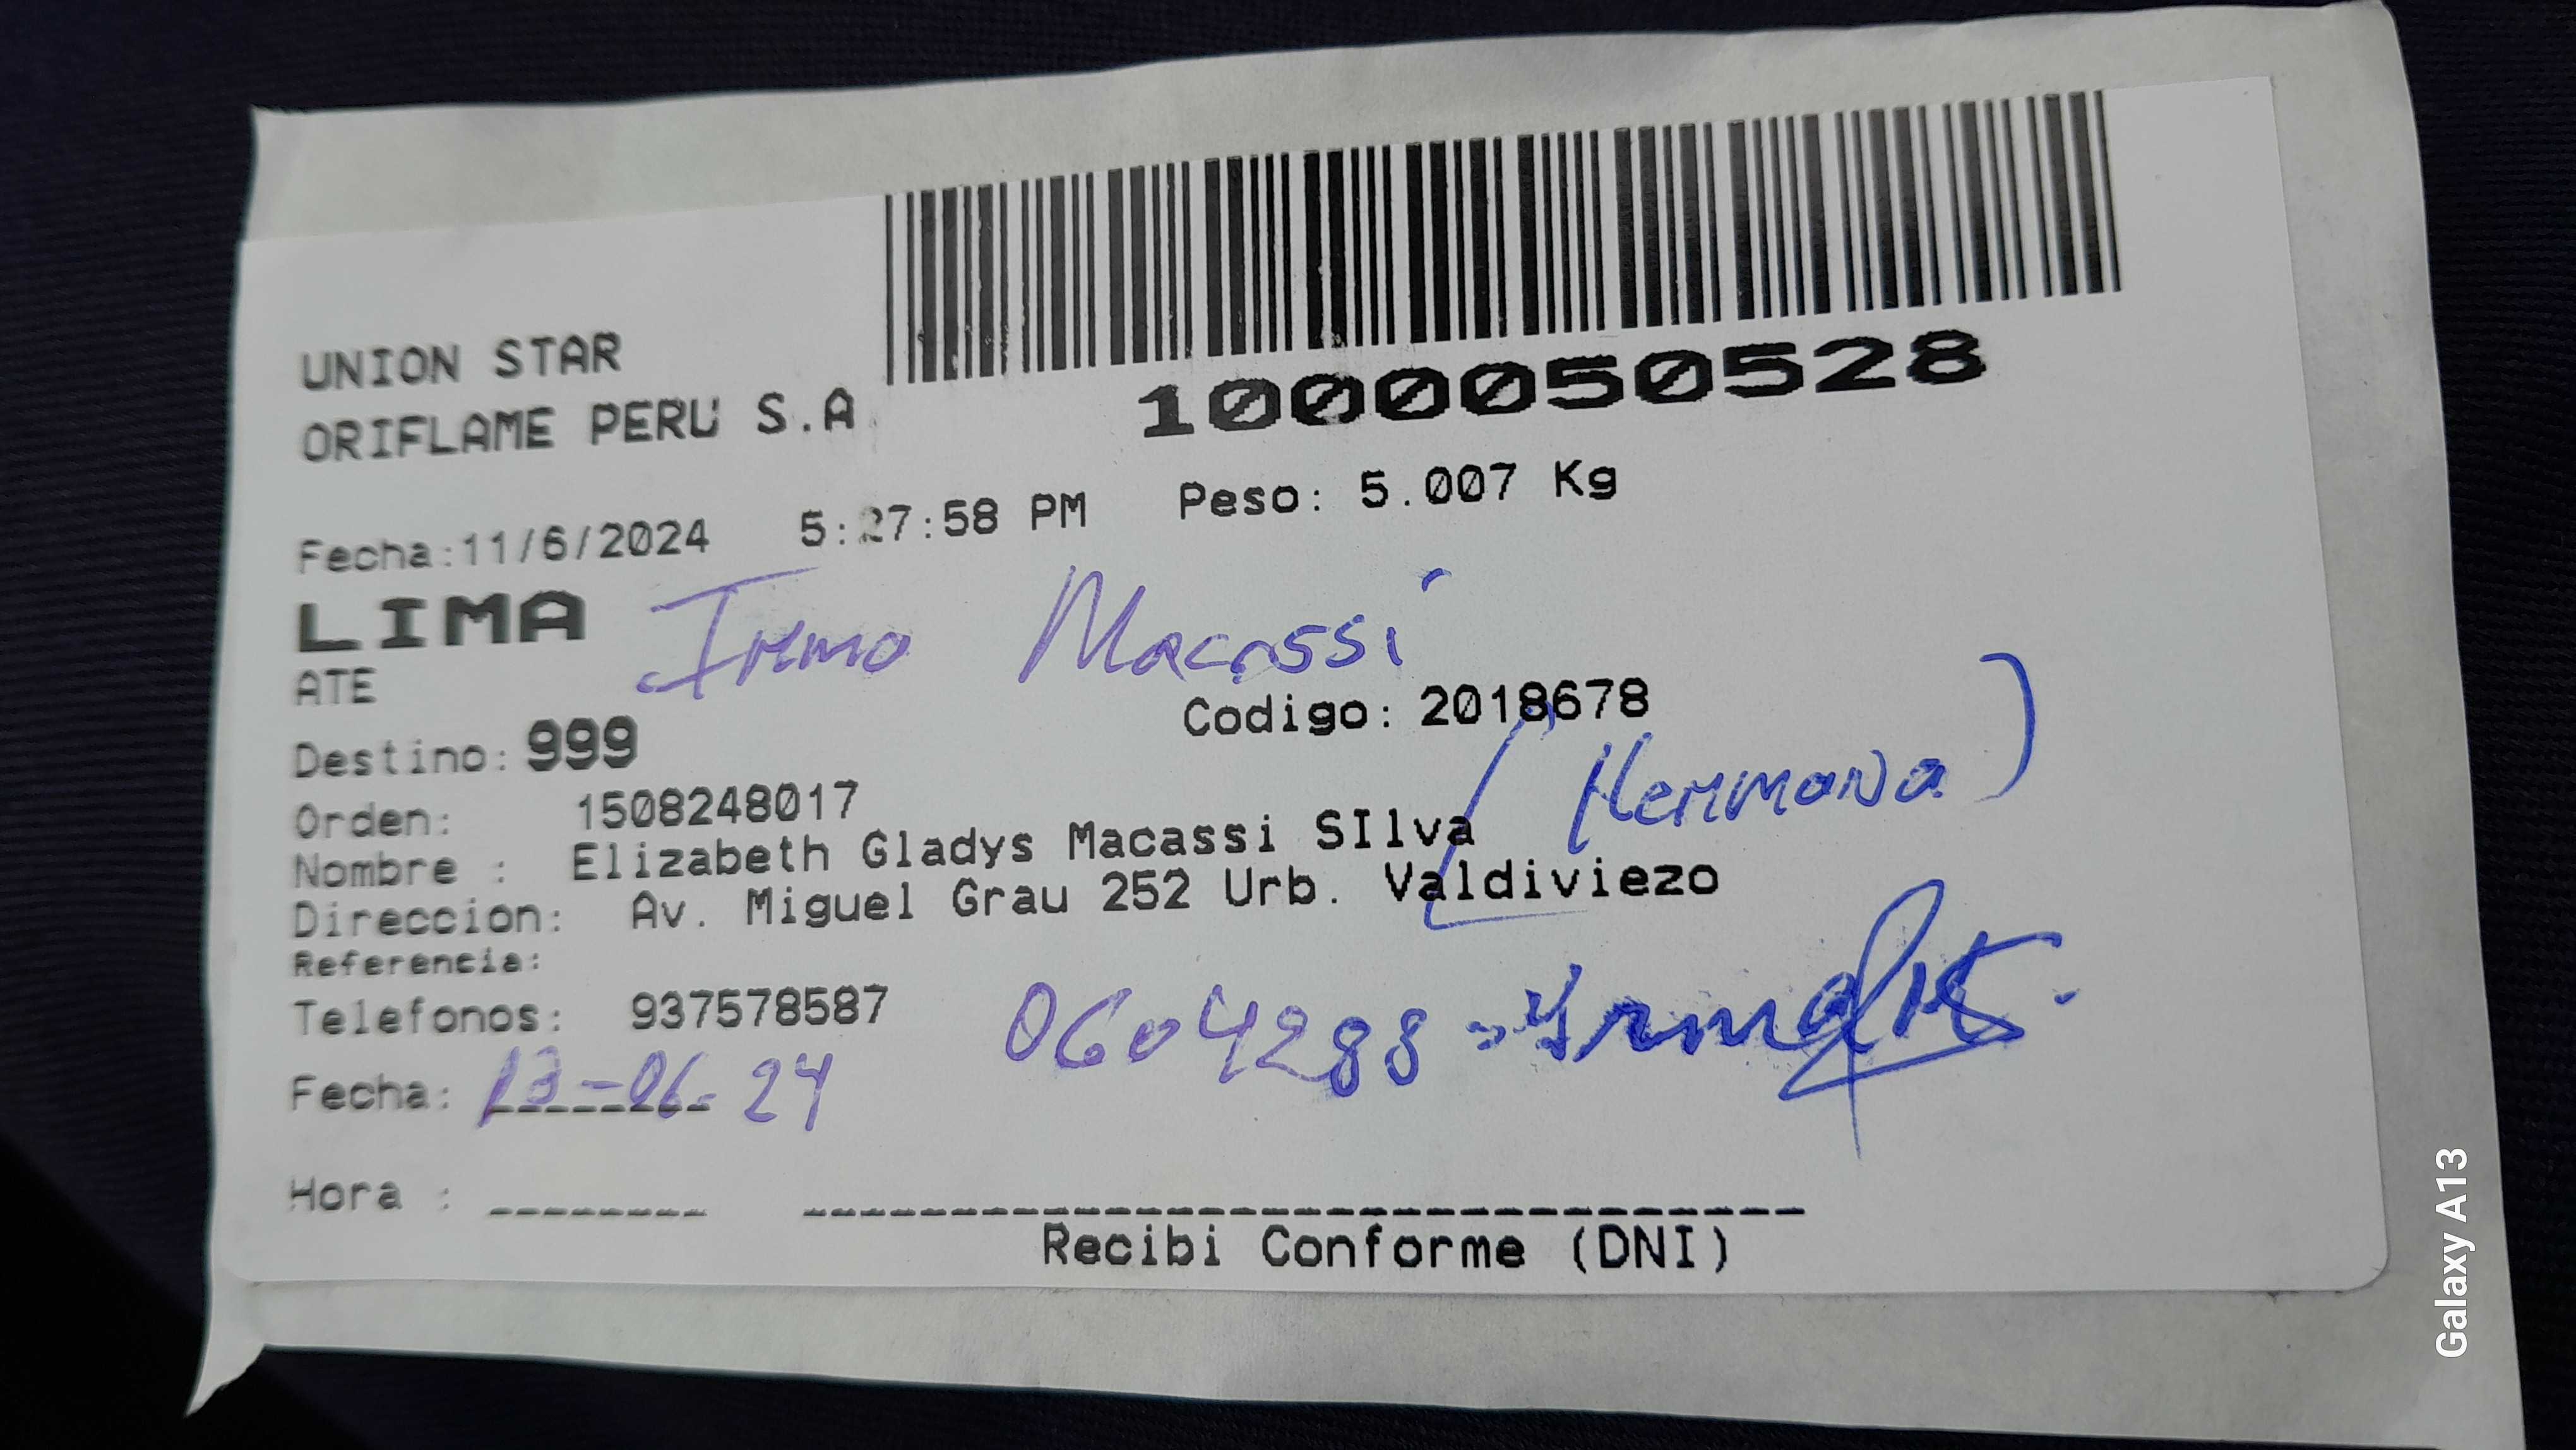 UNION STAR
ORIFLAME PERU S.A
1000050528
Fecha:11/6/2024 5:27:58 PM Peso: 5.007 Kg
LIMA Irma Macassi
ATE
Codigo: 2018678
Destino: 999
(Hermana)
Orden: 1508248017
Nombre : Elizabeth Gladys Macassi SIlva
Direccion: Av. Miguel Grau 252 Urb. Valdiviezo
Referencia:
Telefonos: 937578587
0604288 Irma
Fecha: 13-06-24
Hora :
Recibi Conforme (DNI)
Galaxy A13